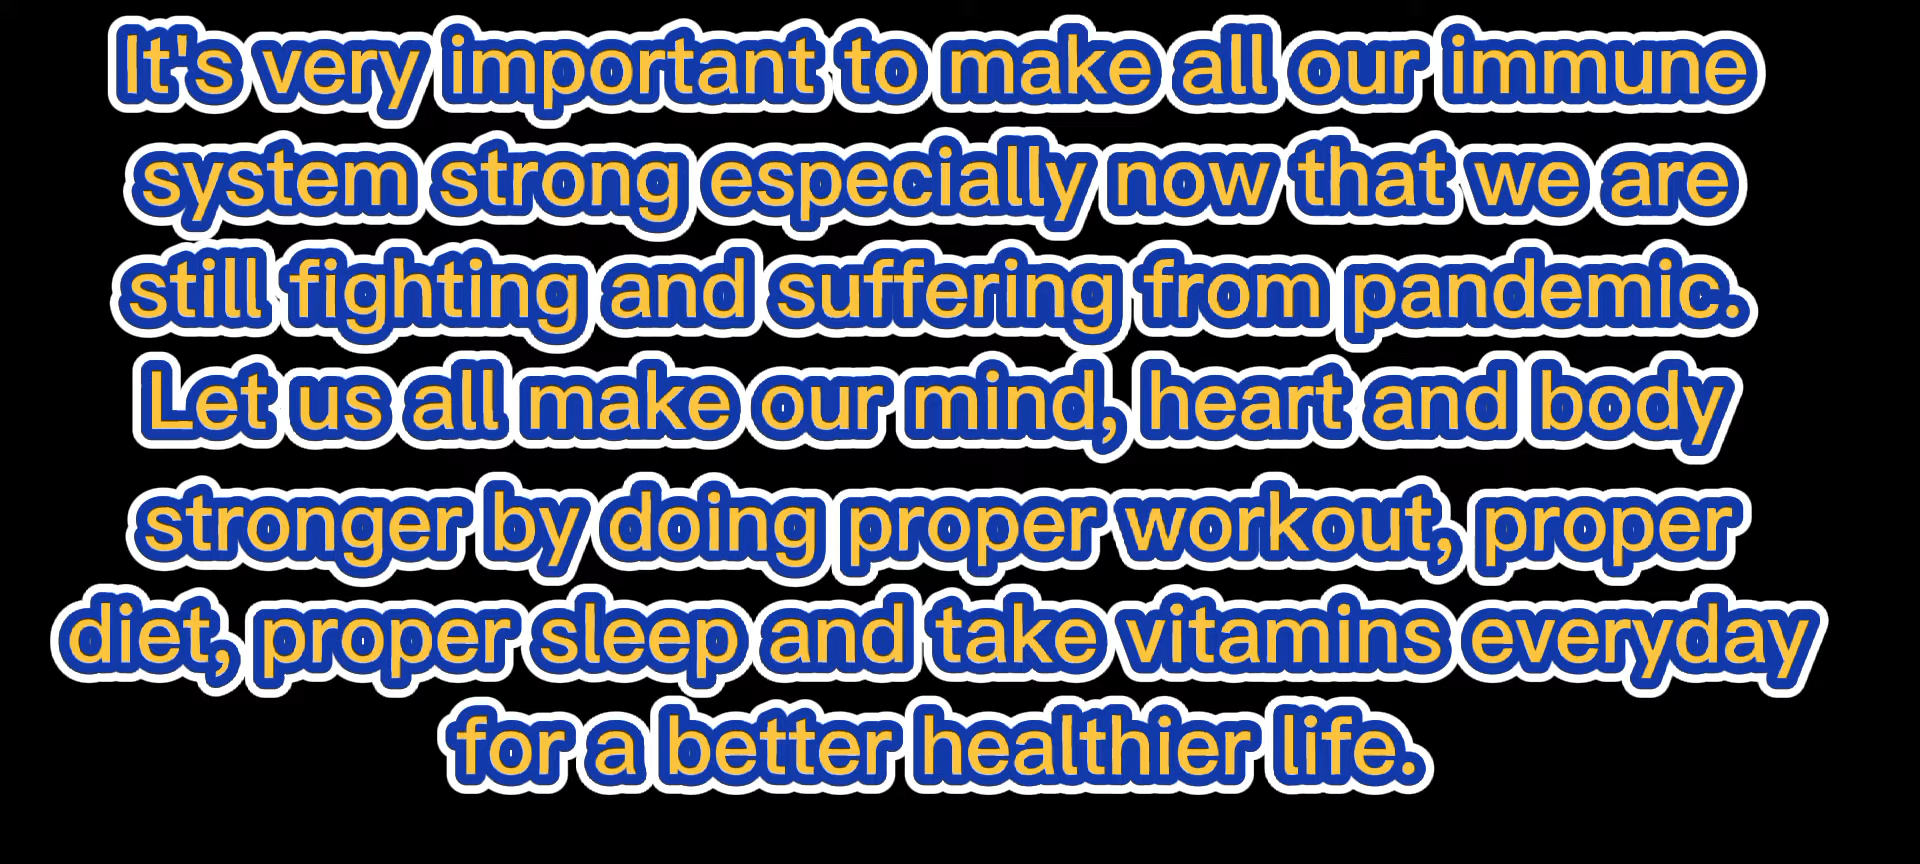 It's very important to make all our immune
system strong especially now that we are
still fighting and suffering from pandemic.
Let us all make our mind, heart and body
stronger by doing proper workout, proper
diet, proper sleep and take vitamins everyday
for a better healthier life.